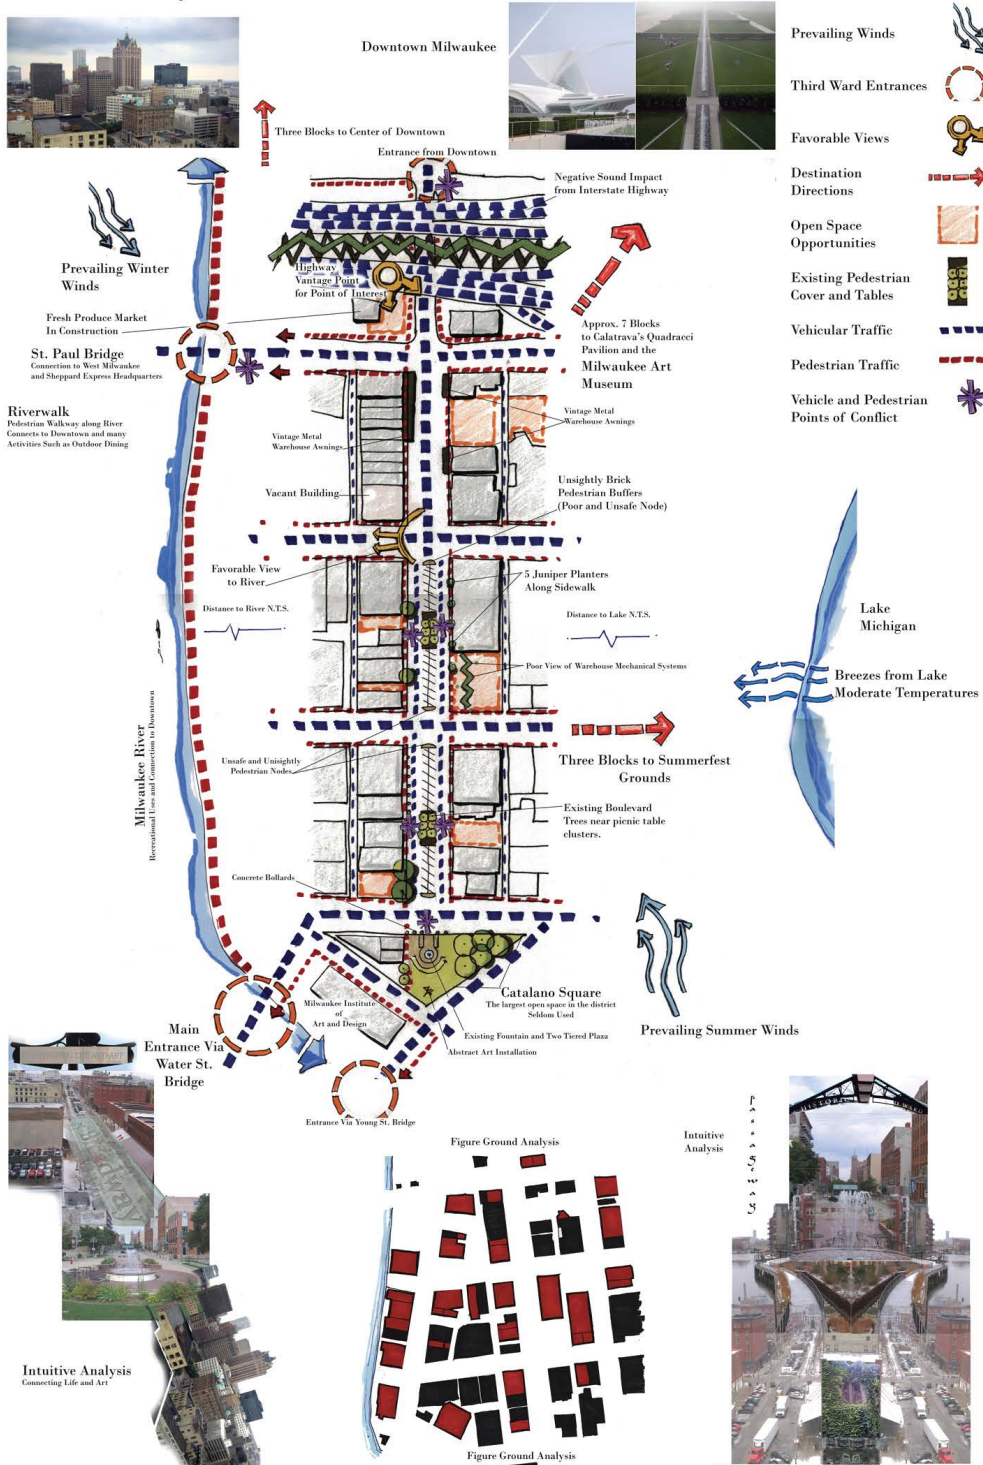 Downtown Milwaukee
Prevailing Winds
Third Ward Entrances
Favorable Views
Destination
Directions
Open Space
Opportunities
Existing Pedestrian
Cover and Tables
Vehicular Traffic
Pedestrian Traffic
Vehicle and Pedestrian
Points of Conflict
Three Blocks to Center of Downtown
Entrance from Downtown
Negative Sound Impact
from Interstate Highway
Prevailing Winter
Winds
Highway
Vantage Point
for Point of Interest
Fresh Produce Market
In Construction
St. Paul Bridge
Connection to West Milwaukee
and Sheppard Express Headquarters
Approx. 7 Blocks
to Calatrava's Quadracci
Pavilion and the
Milwaukee Art
Museum
Riverwalk
Pedestrian Walkway along River
Connects to Downtown and many
Activities Such as Outdoor Dining
Vintage Metal
Warehouse Awnings
Vintage Metal
Warehouse Awnings
Vacant Building
Unsightly Brick
Pedestrian Buffers
(Poor and Unsafe Node)
Favorable View
to River
5 Juniper Planters
Along Sidewalk
Distance to River N.T.S.
Distance to Lake N.T.S.
Lake
Michigan
Poor View of Warehouse Mechanical Systems
Breezes from Lake
Moderate Temperatures
Milwaukee River
Recreational Uses and Connection to Downtown
Unsafe and Unisightly
Pedestrian Nodes
Three Blocks to Summerfest
Grounds
Existing Boulevard
Trees near picnic table
clusters.
Concrete Bollards
Catalano Square
The largest open space in the district
Seldom Used
Milwaukee Institute
of
Art and Design
Existing Fountain and Two Tiered Plaza
Abstract Art Installation
Prevailing Summer Winds
Main
Entrance Via
Water St.
Bridge
Entrance Via Young St. Bridge
Figure Ground Analysis
Intuitive
Analysis
passageways
Intuitive Analysis
Connecting Life and Art
Figure Ground Analysis